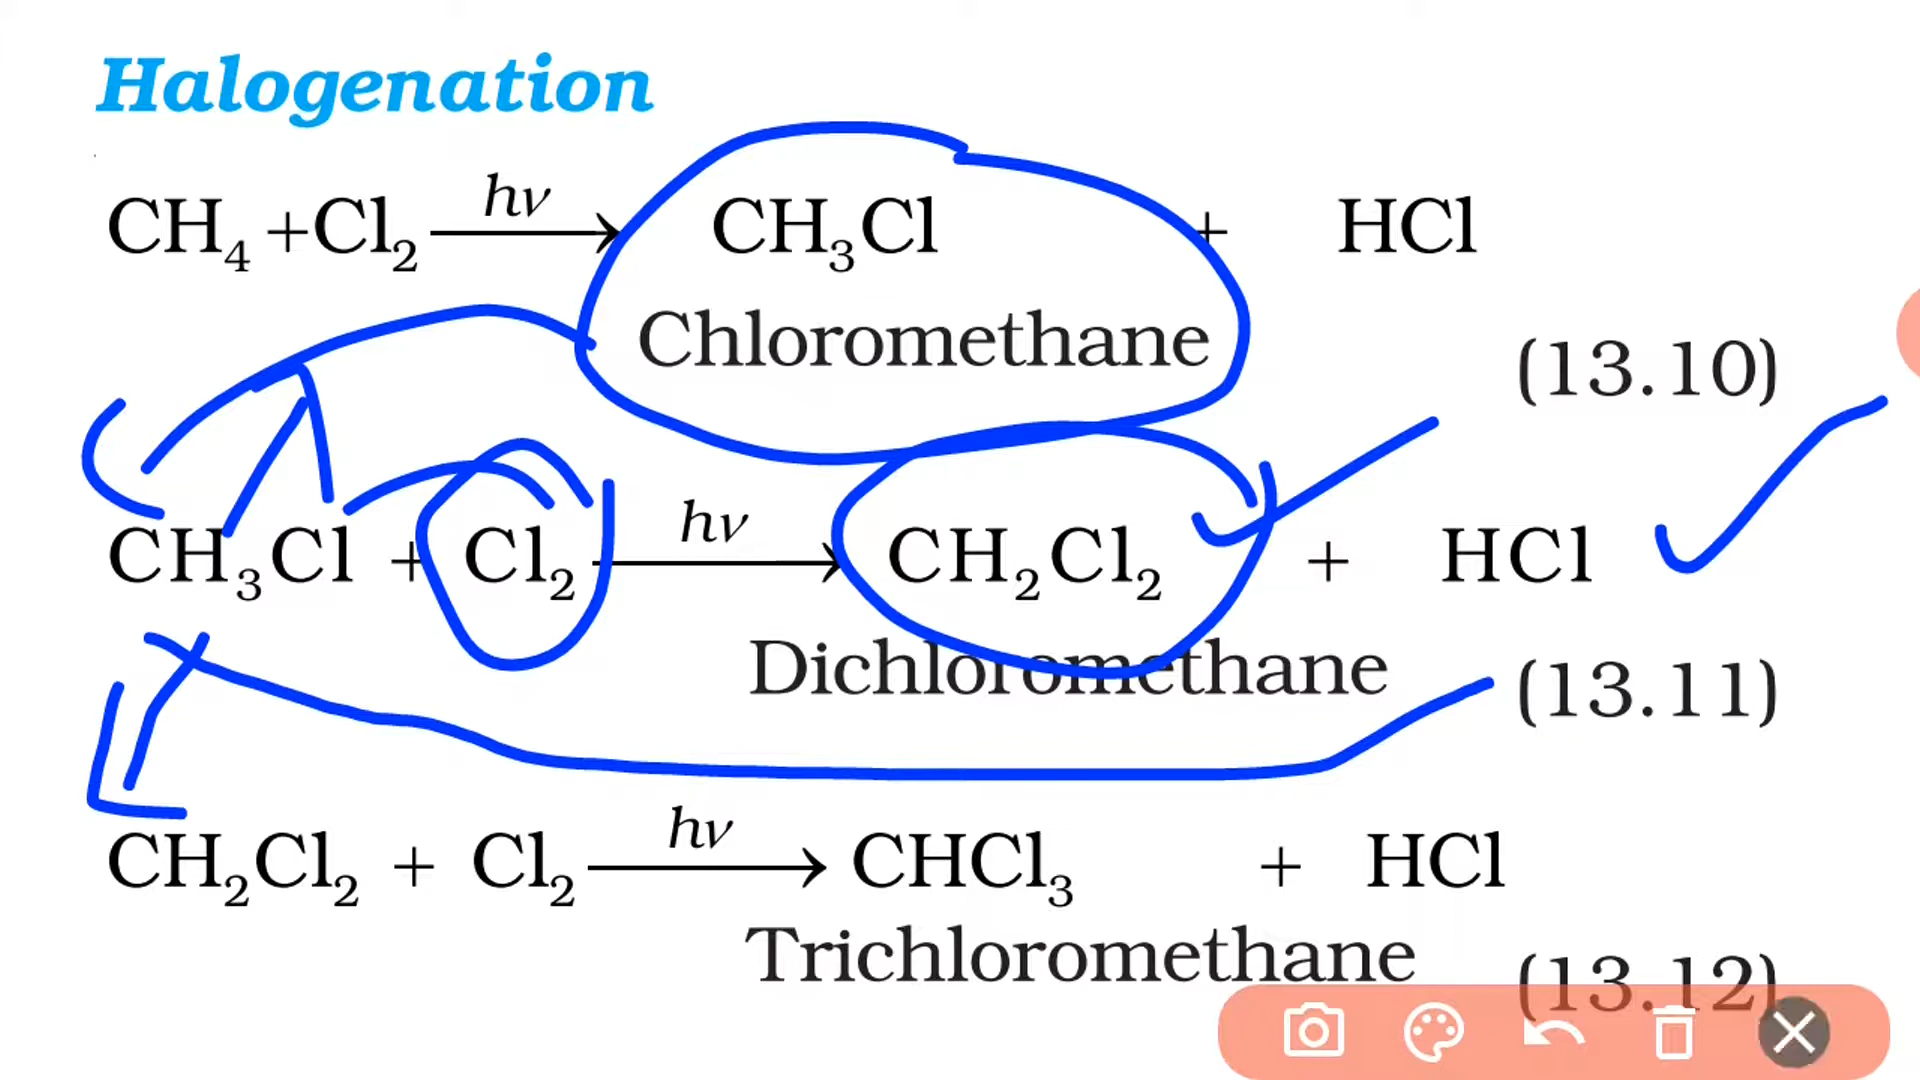 Halogenation
CH₄ +Cl₂ —hν→ CH₃Cl + HCl
Chloromethane
(13.10)
CH₃Cl + Cl₂ —hν→ CH₂Cl₂ + HCl
Dichloromethane
(13.11)
CH₂Cl₂ + Cl₂ —hν→ CHCl₃ + HCl
Trichloromethane
(13.12)